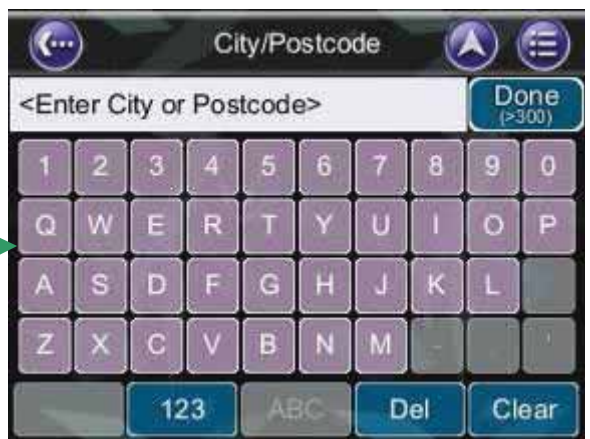 City/Postcode
<Enter City or Postcode>
Done
(>300)
1 2 3 4 5 6 7 8 9 0
Q W E R T Y U I O P
A S D F G H J K L
Z X C V B N M - . '
123 ABC Del Clear